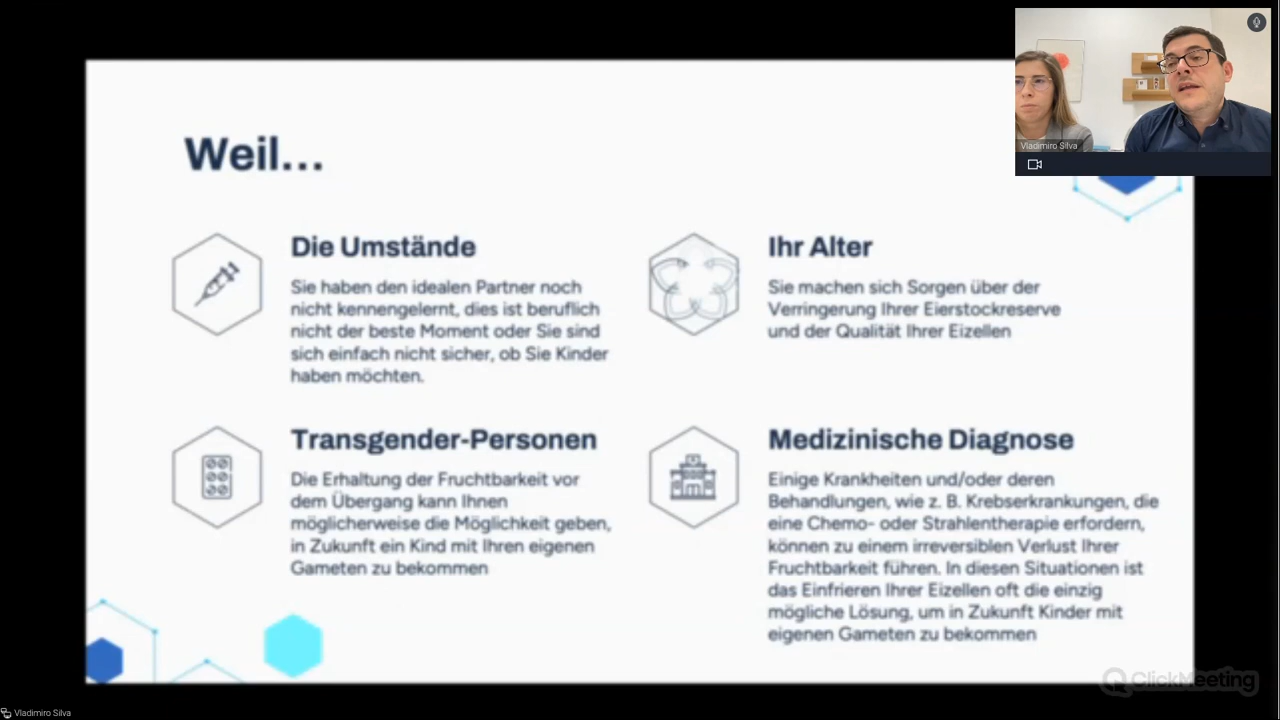 Weil...
Die Umstände
Sie haben den idealen Partner noch
nicht kennengelernt, dies ist beruflich
nicht der beste Moment oder Sie sind
sich einfach nicht sicher, ob Sie Kinder
haben möchten.
Ihr Alter
Sie machen sich Sorgen über der
Verringerung Ihrer Eierstockreserve
und der Qualität Ihrer Eizellen
Transgender-Personen
Die Erhaltung der Fruchtbarkeit vor
dem Übergang kann Ihnen
möglicherweise die Möglichkeit geben,
in Zukunft ein Kind mit Ihren eigenen
Gameten zu bekommen
Medizinische Diagnose
Einige Krankheiten und/oder deren
Behandlungen, wie z. B. Krebserkrankungen, die
eine Chemo- oder Strahlentherapie erfordern,
können zu einem irreversiblen Verlust Ihrer
Fruchtbarkeit führen. In diesen Situationen ist
das Einfrieren Ihrer Eizellen oft die einzig
mögliche Lösung, um in Zukunft Kinder mit
eigenen Gameten zu bekommen
Vladimiro Silva
ClickMeeting
Vladimiro Silva